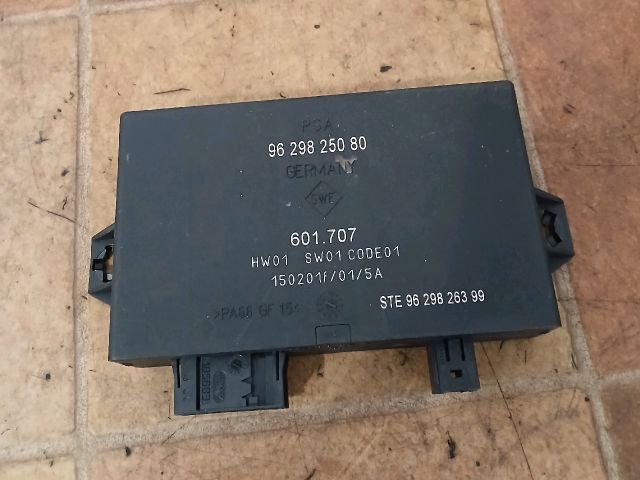 PSA
96 298 250 80
GERMANY
SWE
601.707
HW01 SW01 CODE01
150201F/01/5A
>PA66 GF 15<
STE 96 298 263 99